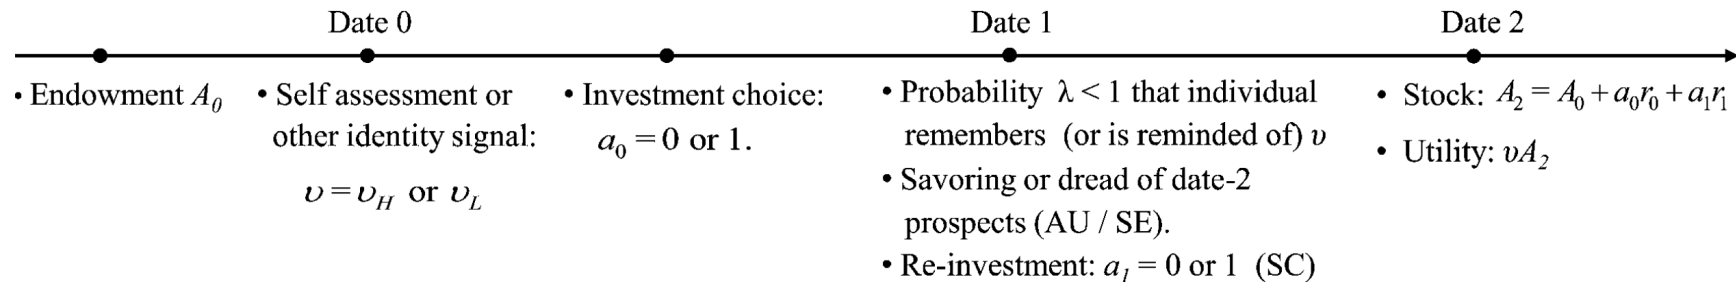 Date 0
Date 1
Date 2
• Endowment A₀
• Self assessment or
other identity signal:
υ = υ_H or υ_L
• Investment choice:
a₀ = 0 or 1.
• Probability λ < 1 that individual
remembers (or is reminded of) υ
• Savoring or dread of date-2
prospects (AU / SE).
• Re-investment: a₁ = 0 or 1 (SC)
• Stock: A₂ = A₀ + a₀r₀ + a₁r₁
• Utility: υA₂